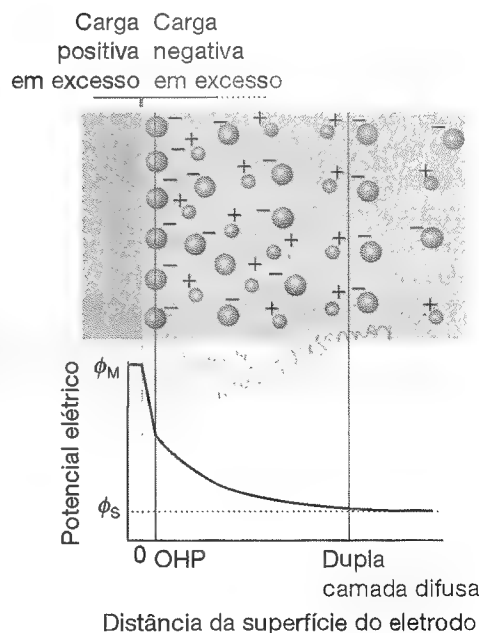 Carga
positiva
em excesso
Carga
negativa
em excesso
Potencial elétrico
ϕM
ϕS
0
OHP
Dupla
camada difusa
Distância da superfície do eletrodo